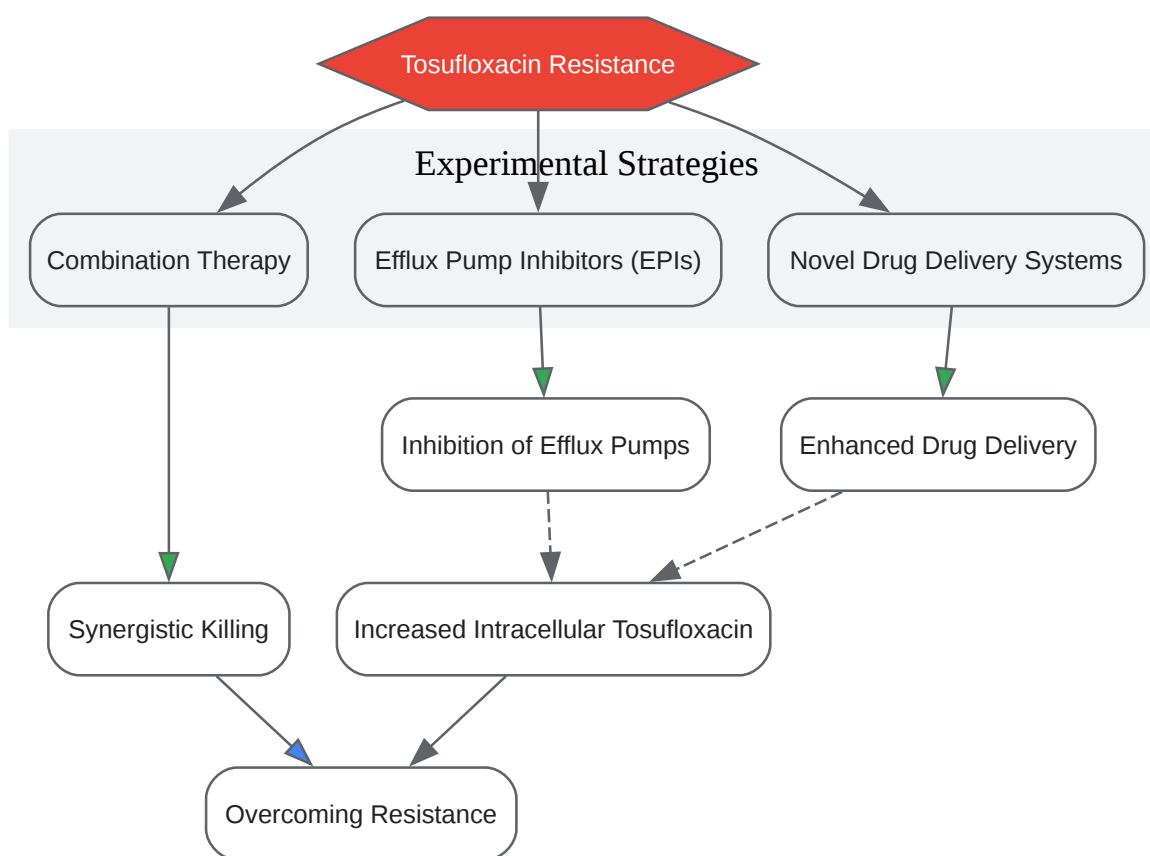 Tosufloxacin Resistance
Experimental Strategies
Combination Therapy
Efflux Pump Inhibitors (EPIs)
Novel Drug Delivery Systems
Inhibition of Efflux Pumps
Enhanced Drug Delivery
Synergistic Killing
Increased Intracellular Tosufloxacin
Overcoming Resistance